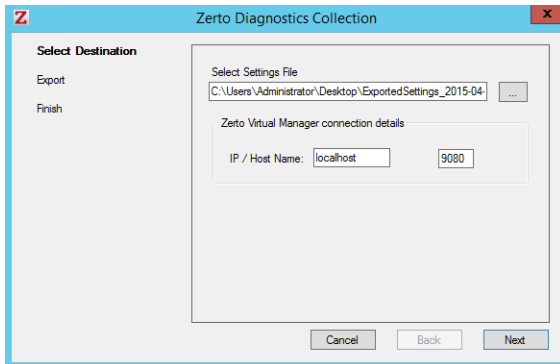 Z
Zerto Diagnostics Collection
x
Select Destination
Export
Finish
Select Settings File
C:\Users\Administrator\Desktop\ExportedSettings_2015-04-
...
Zerto Virtual Manager connection details
IP / Host Name: localhost 9080
Cancel Back Next